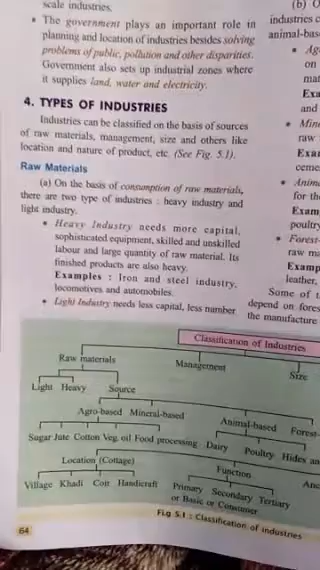 scale industries.
• The government plays an important role in
planning and location of industries besides solving
problems of public, pollution and other disparities.
Government also sets up industrial zones where
it supplies land, water and electricity.
4. TYPES OF INDUSTRIES
Industries can be classified on the basis of sources
of raw materials, management, size and others like
location and nature of product, etc. (See Fig. 5.1).
Raw Materials
(a) On the basis of consumption of raw materials,
there are two type of industries : heavy industry and
light industry.
• Heavy Industry needs more capital,
sophisticated equipment, skilled and unskilled
labour and large quantity of raw material. Its
finished products are also heavy.
Examples : Iron and steel industry,
locomotives and automobiles.
• Light Industry needs less capital, less number
(b) O
industries c
animal-bas
• Ag
on
mat
Exa
and
• Mine
raw
Exa
ceme
• Anima
for th
Exam
poultry
• Forest-
raw ma
Examp
leather,
Some of t
depend on fores
the manufacture
Classification of Industries
Raw materials Management Size
Light Heavy Source
Agro-based Mineral-based Animal-based Forest-
Sugar Jute Cotton Veg. oil Food processing Dairy Poultry Hides an
Location (Cottage) Function
Village Khadi Coir Handicraft Primary Secondary Tertiary Anc
or Basic or Consumer
Fig 5.1 : Classification of Industries
64